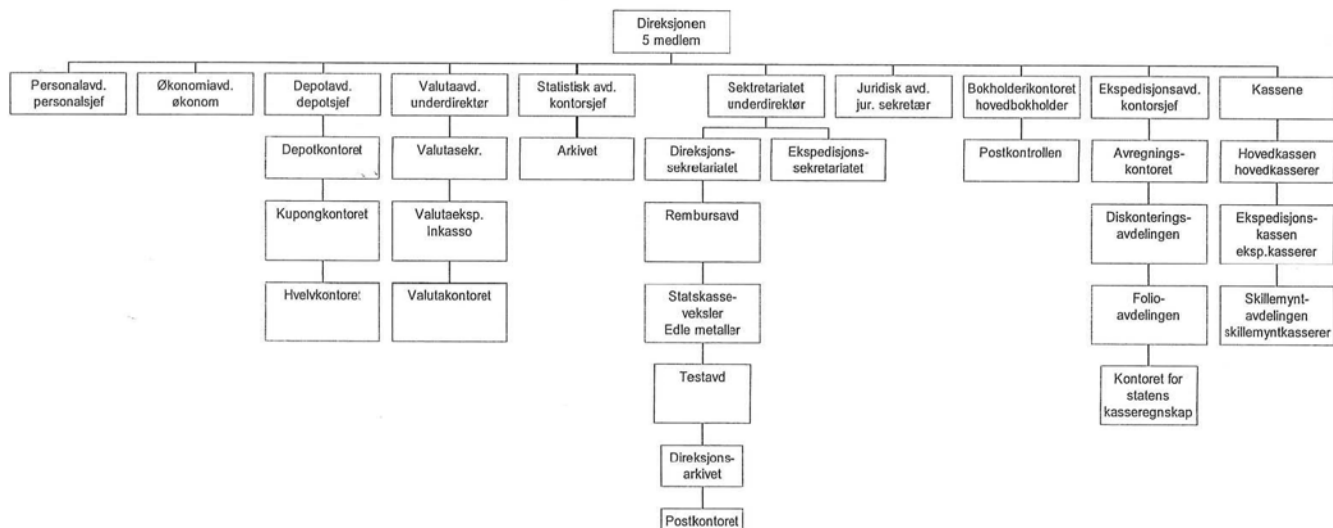 Direksjonen
5 medlem
Personalavd.
personalsjef
Økonomiavd.
økonom
Depotavd.
depotsjef
Valutaavd.
underdirektør
Statistisk avd.
kontorsjef
Sektretariatet
underdirektør
Juridisk avd.
jur. sekretær
Bokholderikontoret
hovedbokholder
Ekspedisjonsavd.
kontorsjef
Kassene
Depotkontoret
Valutasekr.
Arkivet
Direksjons-
sekretariatet
Ekspedisjons-
sekretariatet
Postkontrollen
Avregnings-
kontoret
Hovedkassen
hovedkasserer
Kupongkontoret
Valutaeksp.
Inkasso
Rembursavd
Diskonterings-
avdelingen
Ekspedisjons-
kassen
eksp.kasserer
Hvelvkontoret
Valutakontoret
Statskasse-
veksler
Edle metaller
Folio-
avdelingen
Skillemynt-
avdelingen
skillemyntkasserer
Testavd
Kontoret for
statens
kasseregnskap
Direksjons-
arkivet
Postkontoret